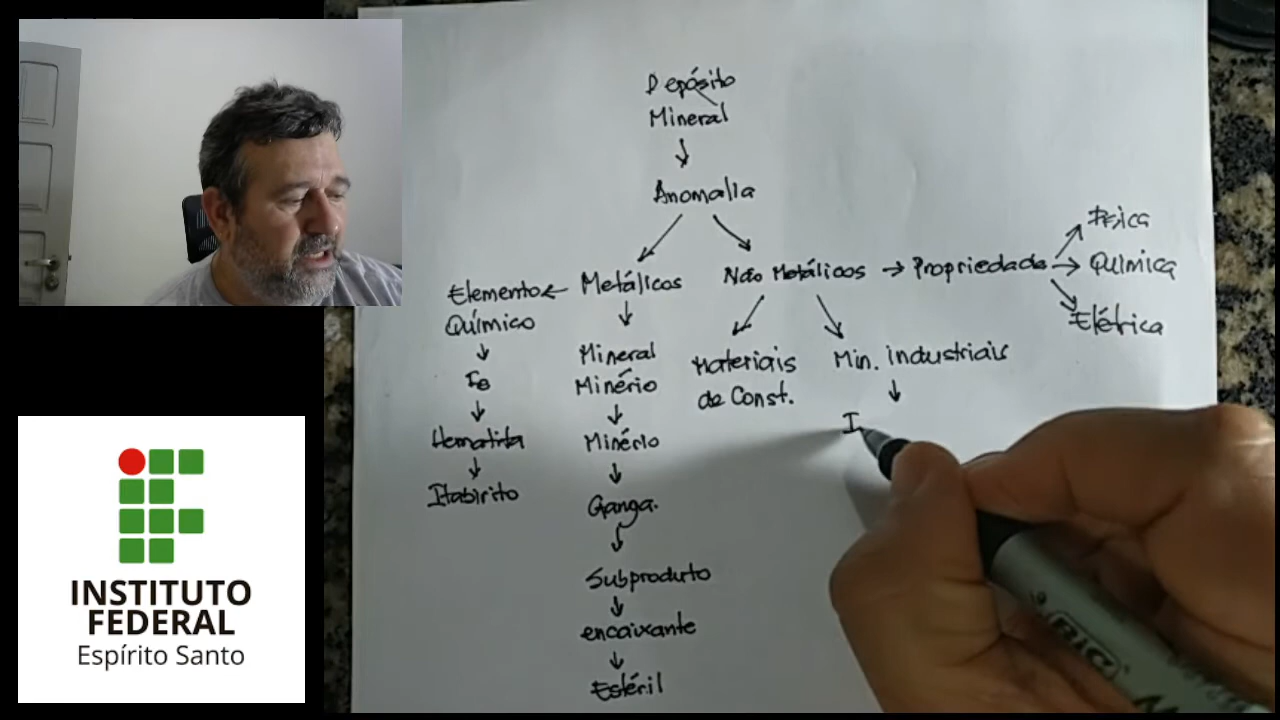 Depósito
Mineral
Anomalia
Metálicos
Não Metálicos
Propriedade
Física
Química
Elétrica
Elemento
Químico
Fe
Hematita
Itabirito
Mineral
Minério
Minério
Ganga.
Subproduto
encaixante
Estéril
Materiais
de Const.
Min. industriais
I
BIC
INSTITUTO
FEDERAL
Espírito Santo